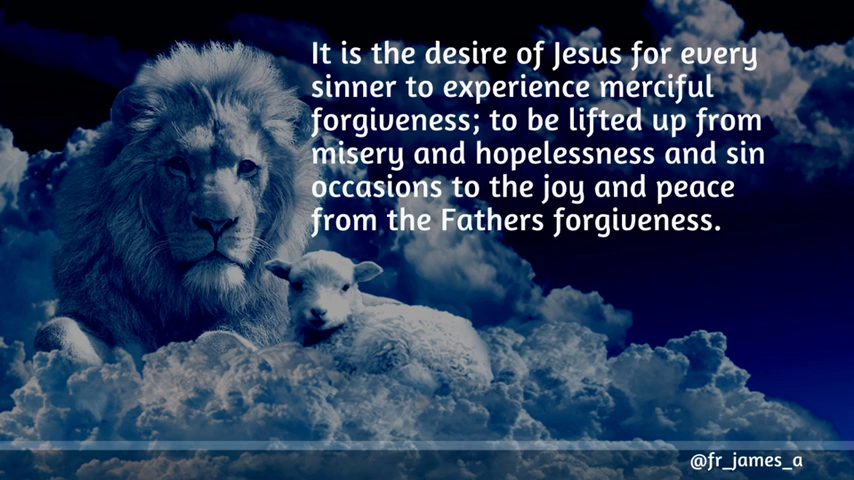 It is the desire of Jesus for every
sinner to experience merciful
forgiveness; to be lifted up from
misery and hopelessness and sin
occasions to the joy and peace
from the Fathers forgiveness.
@fr_james_a